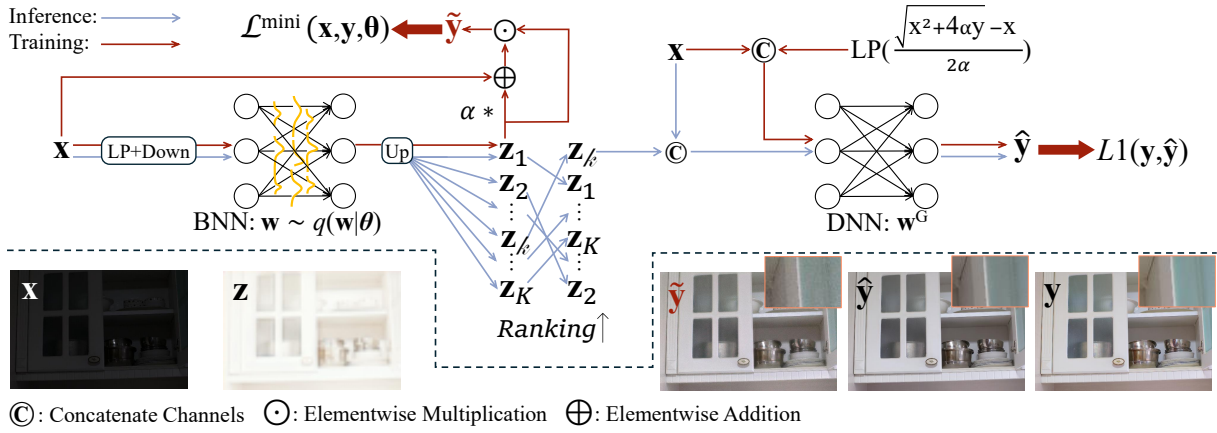 Inference:
Training:
ℒ^mini (x,y,θ) ỹ
α *
x LP+Down Up
BNN: w ~ q(w|θ)
z_1
z_2
⋮
z_k
⋮
z_K
z_k
z_1
⋮
z_K
⋮
z_2
Ranking↑
x © LP( (√(x²+4αy) −x) / 2α )
©
ŷ L1(y,ŷ)
DNN: w^G
x z ỹ ŷ y
©: Concatenate Channels ⊙: Elementwise Multiplication ⊕: Elementwise Addition